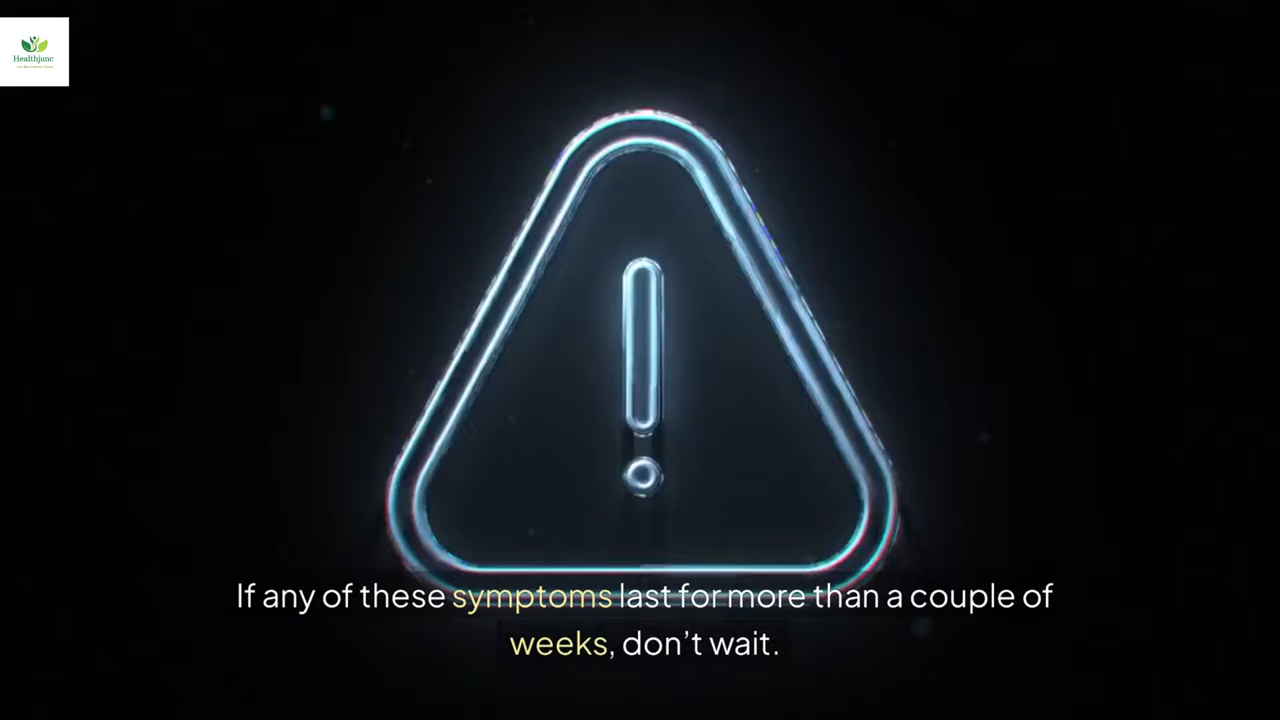 Healthjunc
If any of these symptoms last for more than a couple of
weeks, don't wait.